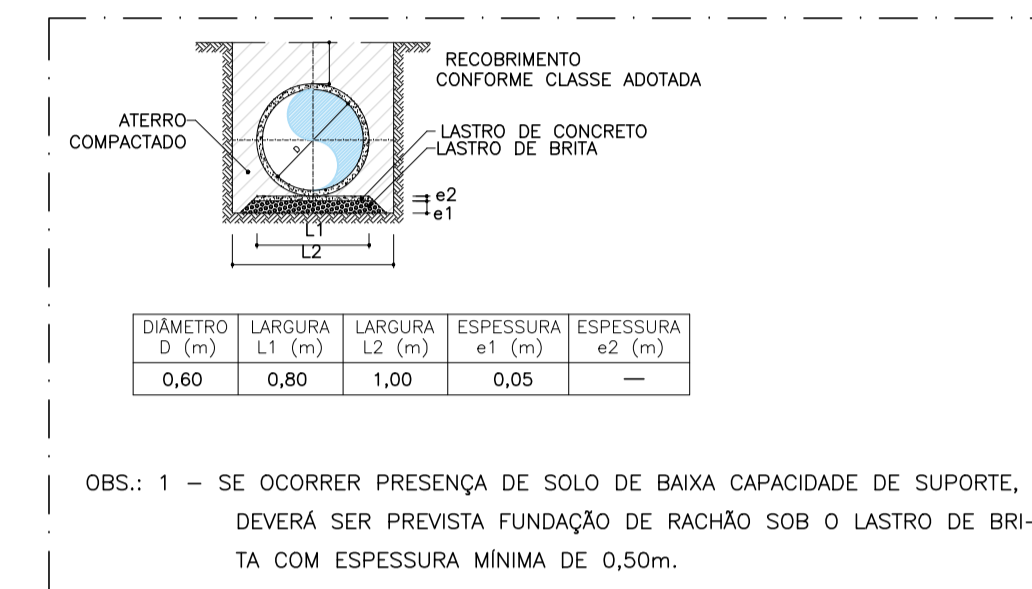 RECOBRIMENTO
CONFORME CLASSE ADOTADA
ATERRO
COMPACTADO
LASTRO DE CONCRETO
LASTRO DE BRITA
D
e2
e1
L1
L2
DIÂMETRO D (m) LARGURA L1 (m) LARGURA L2 (m) ESPESSURA e1 (m) ESPESSURA e2 (m)
0,60 0,80 1,00 0,05 —
OBS.: 1 – SE OCORRER PRESENÇA DE SOLO DE BAIXA CAPACIDADE DE SUPORTE,
DEVERÁ SER PREVISTA FUNDAÇÃO DE RACHÃO SOB O LASTRO DE BRI-
TA COM ESPESSURA MÍNIMA DE 0,50m.